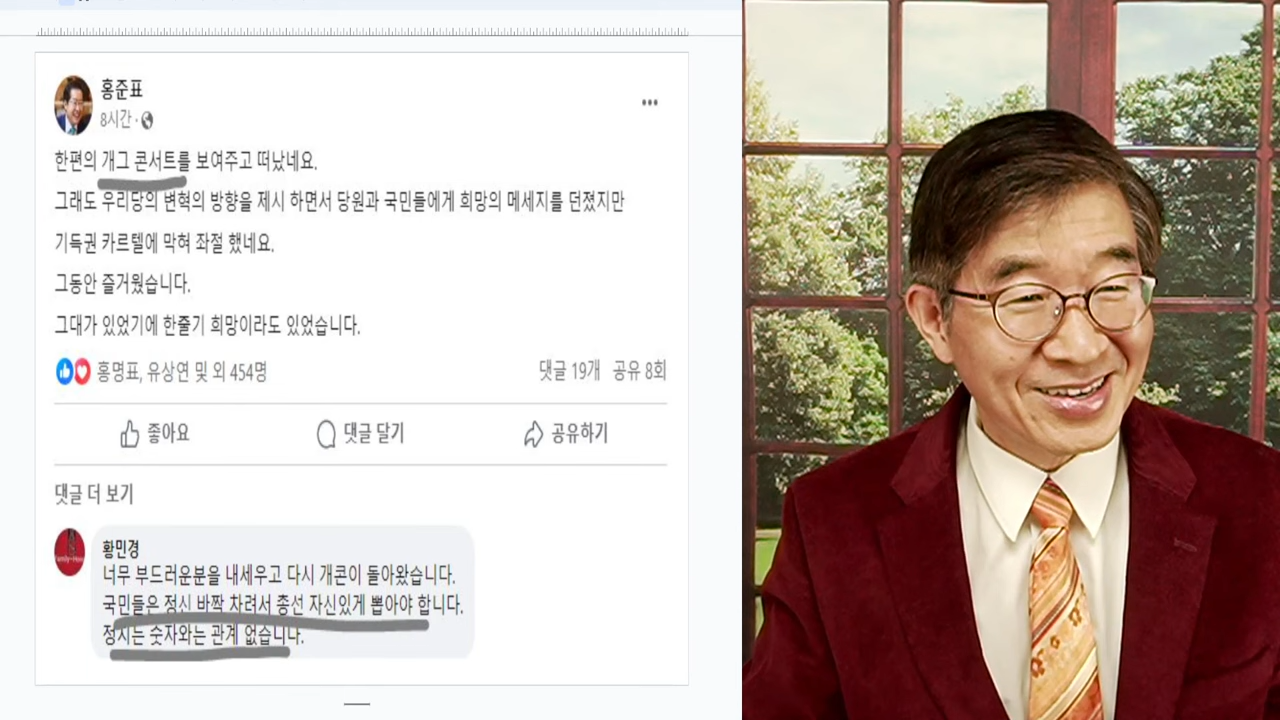 홍준표
8시간
한편의 개그 콘서트를 보여주고 떠났네요.
그래도 우리당의 변혁의 방향을 제시 하면서 당원과 국민들에게 희망의 메세지를 던졌지만
기득권 카르텔에 막혀 좌절 했네요.
그동안 즐거웠습니다.
그대가 있었기에 한줄기 희망이라도 있었습니다.
홍명표, 유상연 및 외 454명 댓글 19개 공유 8회
좋아요 댓글 달기 공유하기
댓글 더 보기
황민경
너무 부드러운분을 내세우고 다시 개콘이 돌아왔습니다.
국민들은 정신 바짝 차려서 총선 자신있게 뽑아야 합니다.
정치는 숫자와는 관계 없습니다.